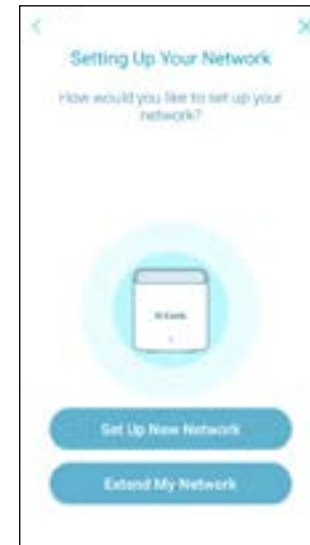 Setting Up Your Network
How would you like to set up your
network?
D-Link
Set Up New Network
Extend My Network